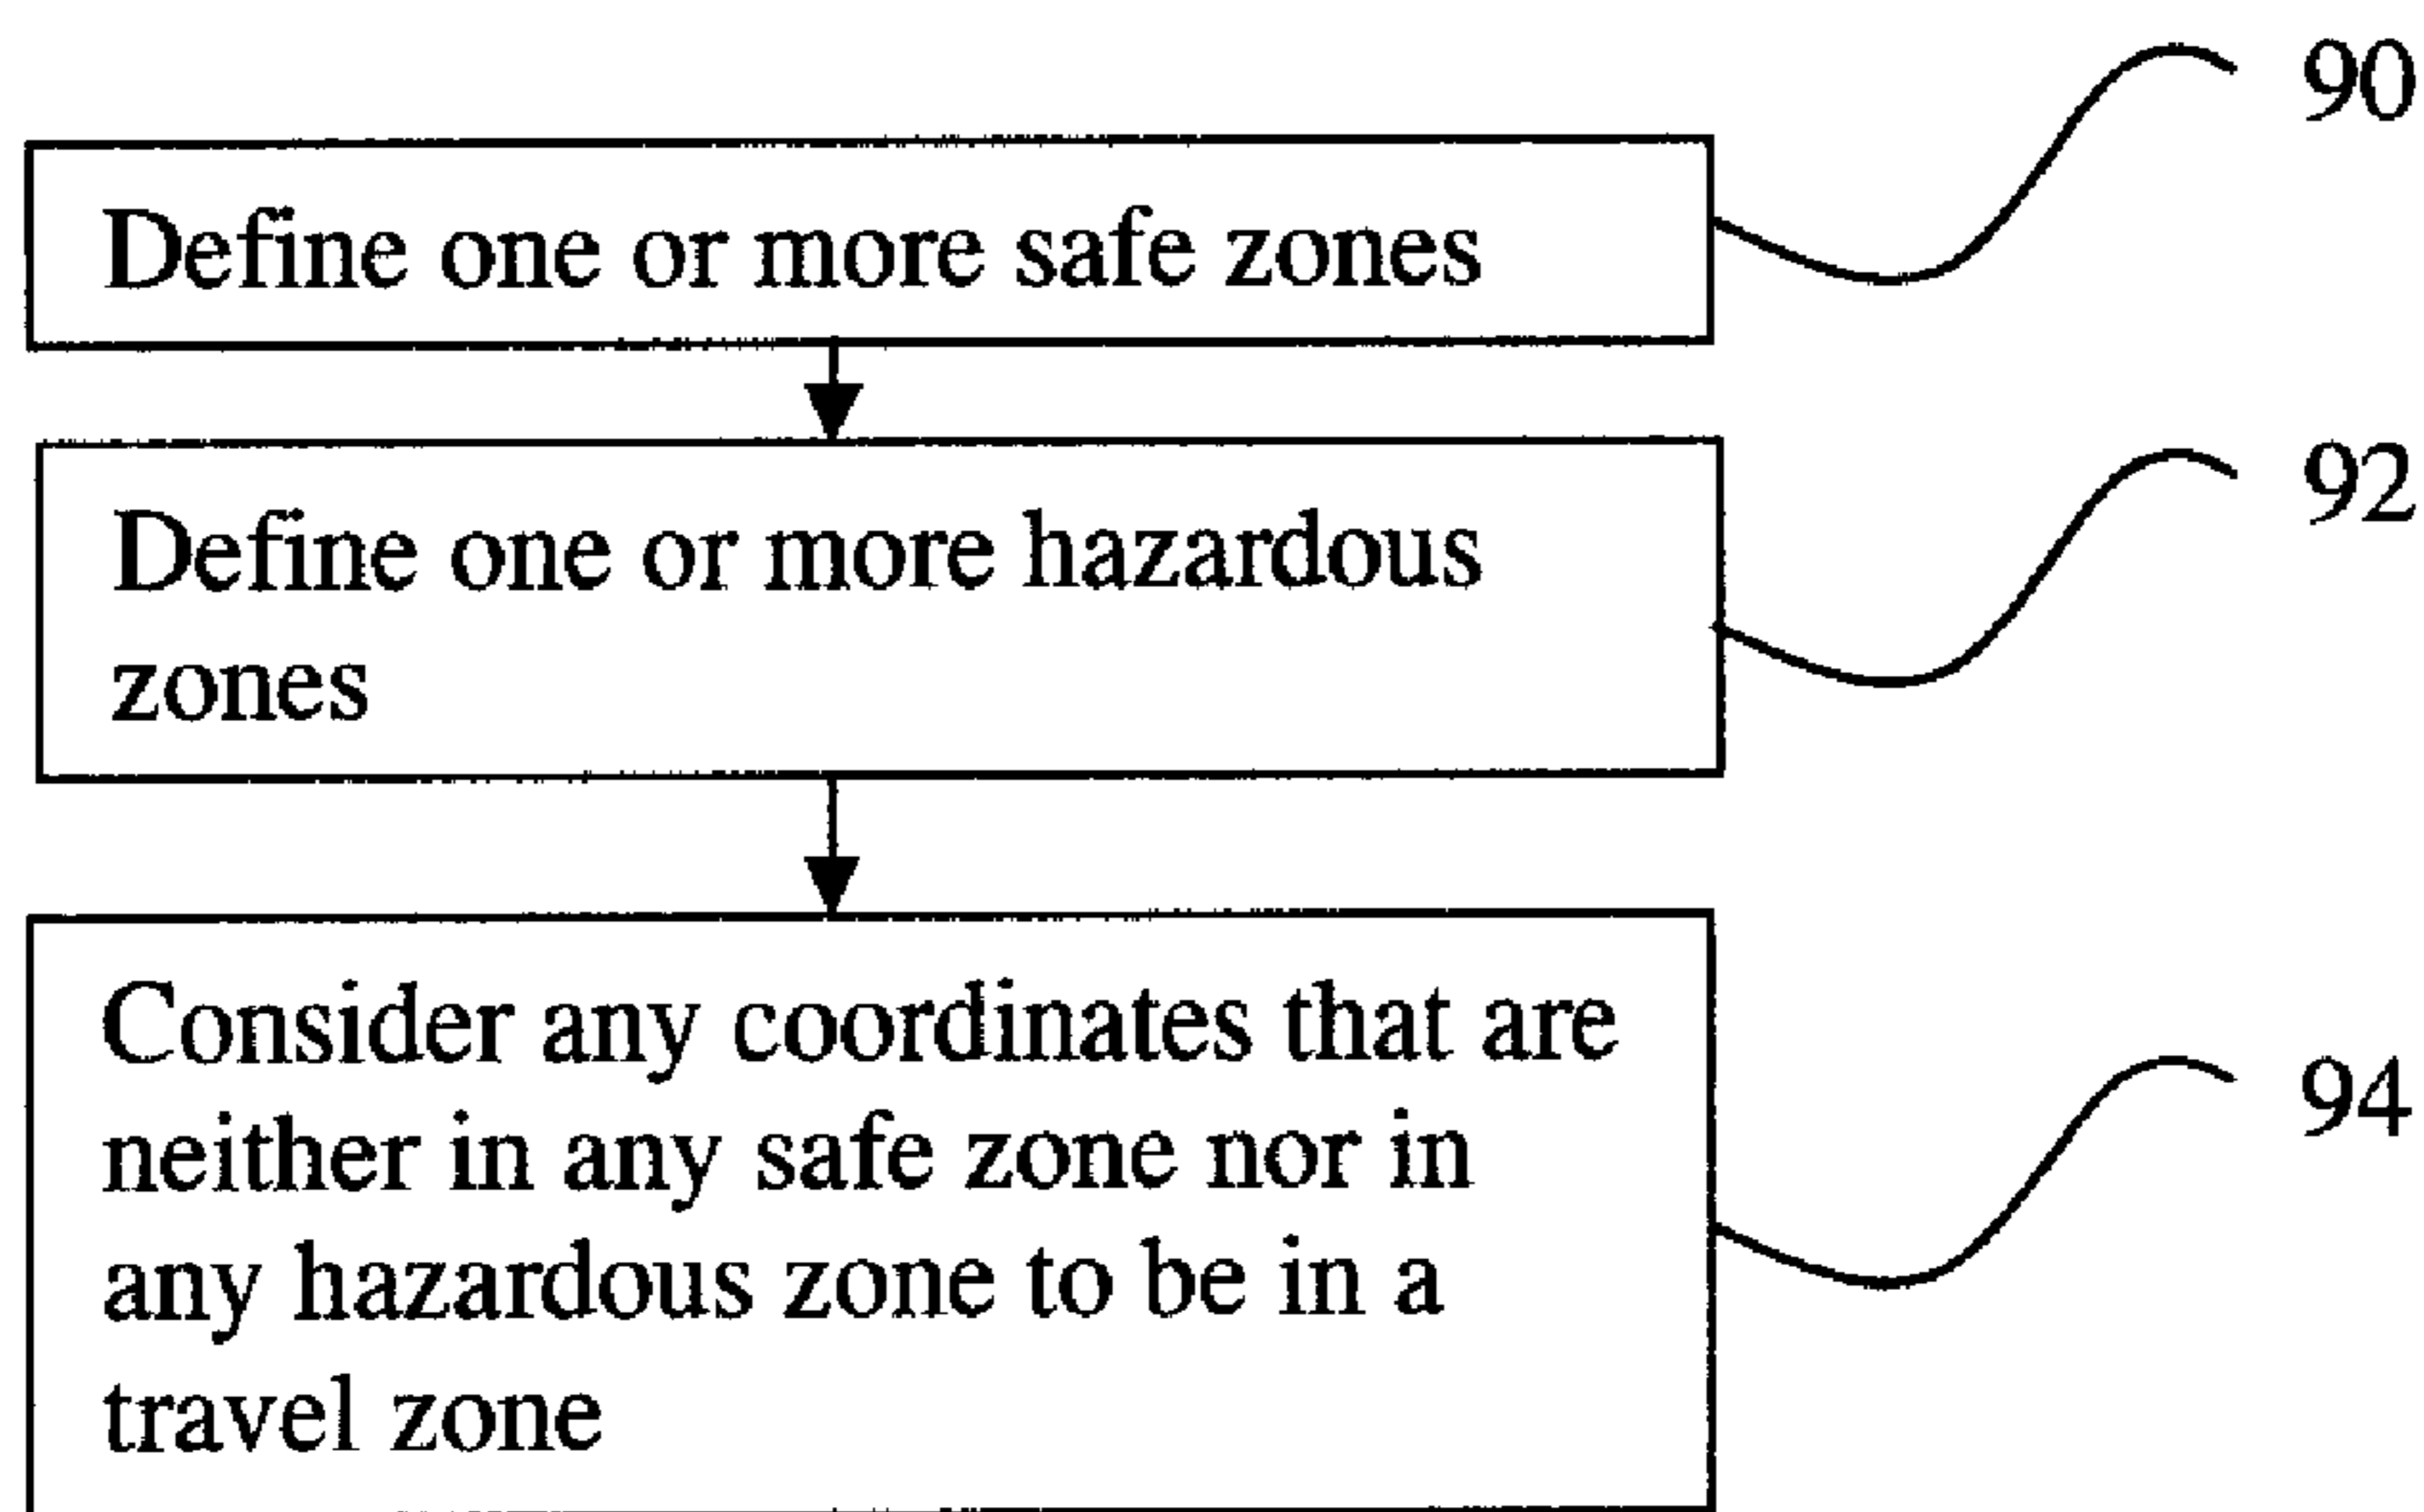 90
Define one or more safe zones
92
Define one or more hazardous
zones
Consider any coordinates that are
94
neither in any safe zone nor in
any hazardous zone to be in a
travel zone